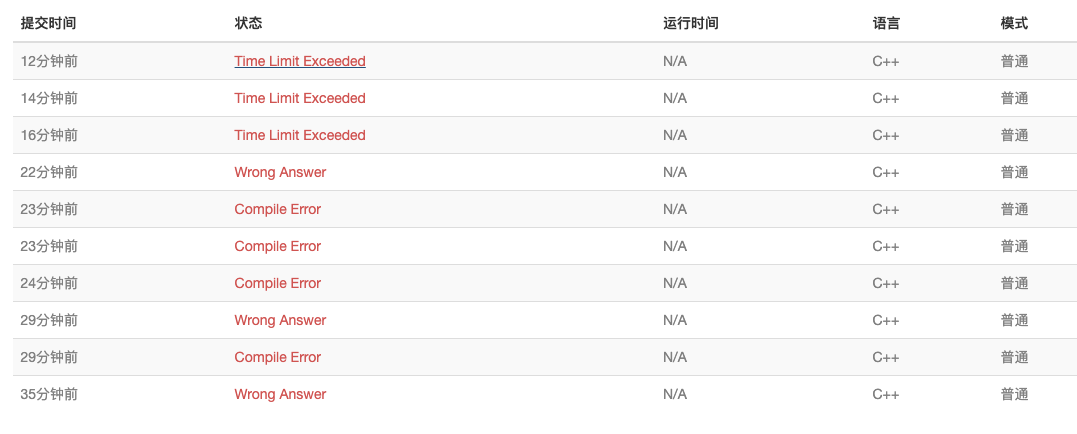 提交时间 状态 运行时间 语言 模式
12分钟前 Time Limit Exceeded N/A C++ 普通
14分钟前 Time Limit Exceeded N/A C++ 普通
16分钟前 Time Limit Exceeded N/A C++ 普通
22分钟前 Wrong Answer N/A C++ 普通
23分钟前 Compile Error N/A C++ 普通
23分钟前 Compile Error N/A C++ 普通
24分钟前 Compile Error N/A C++ 普通
29分钟前 Wrong Answer N/A C++ 普通
29分钟前 Compile Error N/A C++ 普通
35分钟前 Wrong Answer N/A C++ 普通